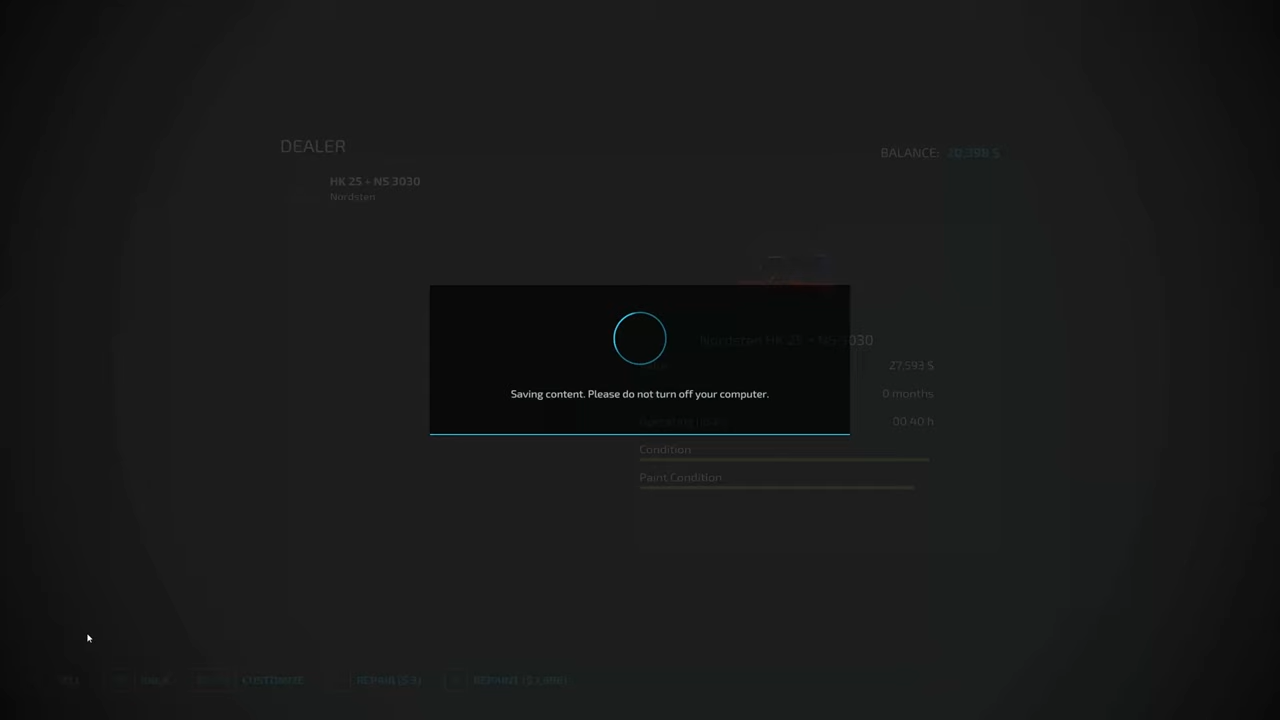 DEALER
BALANCE:
HK 25 + NS 3030
Nordsten
Nordsten HK 25 + NS 3030
27,593 $
Saving content. Please do not turn off your computer.
0 months
00:40 h
Condition
Paint Condition
CUSTOMIZE